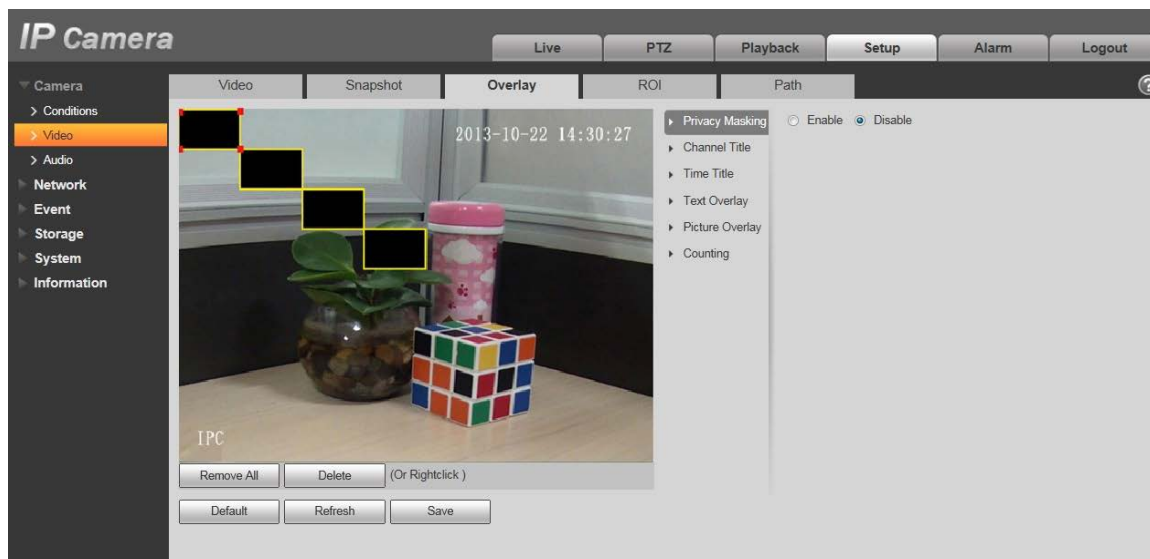 IP Camera
Live PTZ Playback Setup Alarm Logout
Camera
Conditions
Video
Audio
Network
Event
Storage
System
Information
Video Snapshot Overlay ROI Path
?
2013-10-22 14:30:27
IPC
Privacy Masking
Channel Title
Time Title
Text Overlay
Picture Overlay
Counting
Enable Disable
Remove All Delete (Or Rightclick )
Default Refresh Save